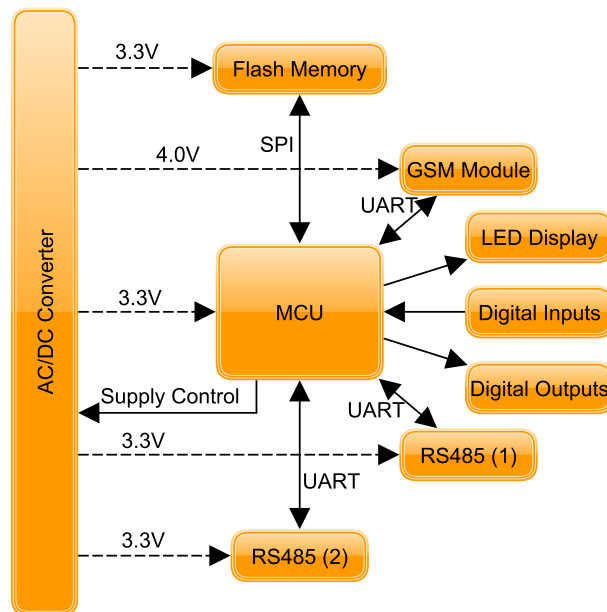 3.3V
Flash Memory
SPI
4.0V
GSM Module
UART
LED Display
AC/DC Converter
3.3V
MCU
Digital Inputs
Supply Control
Digital Outputs
UART
3.3V
RS485 (1)
UART
3.3V
RS485 (2)